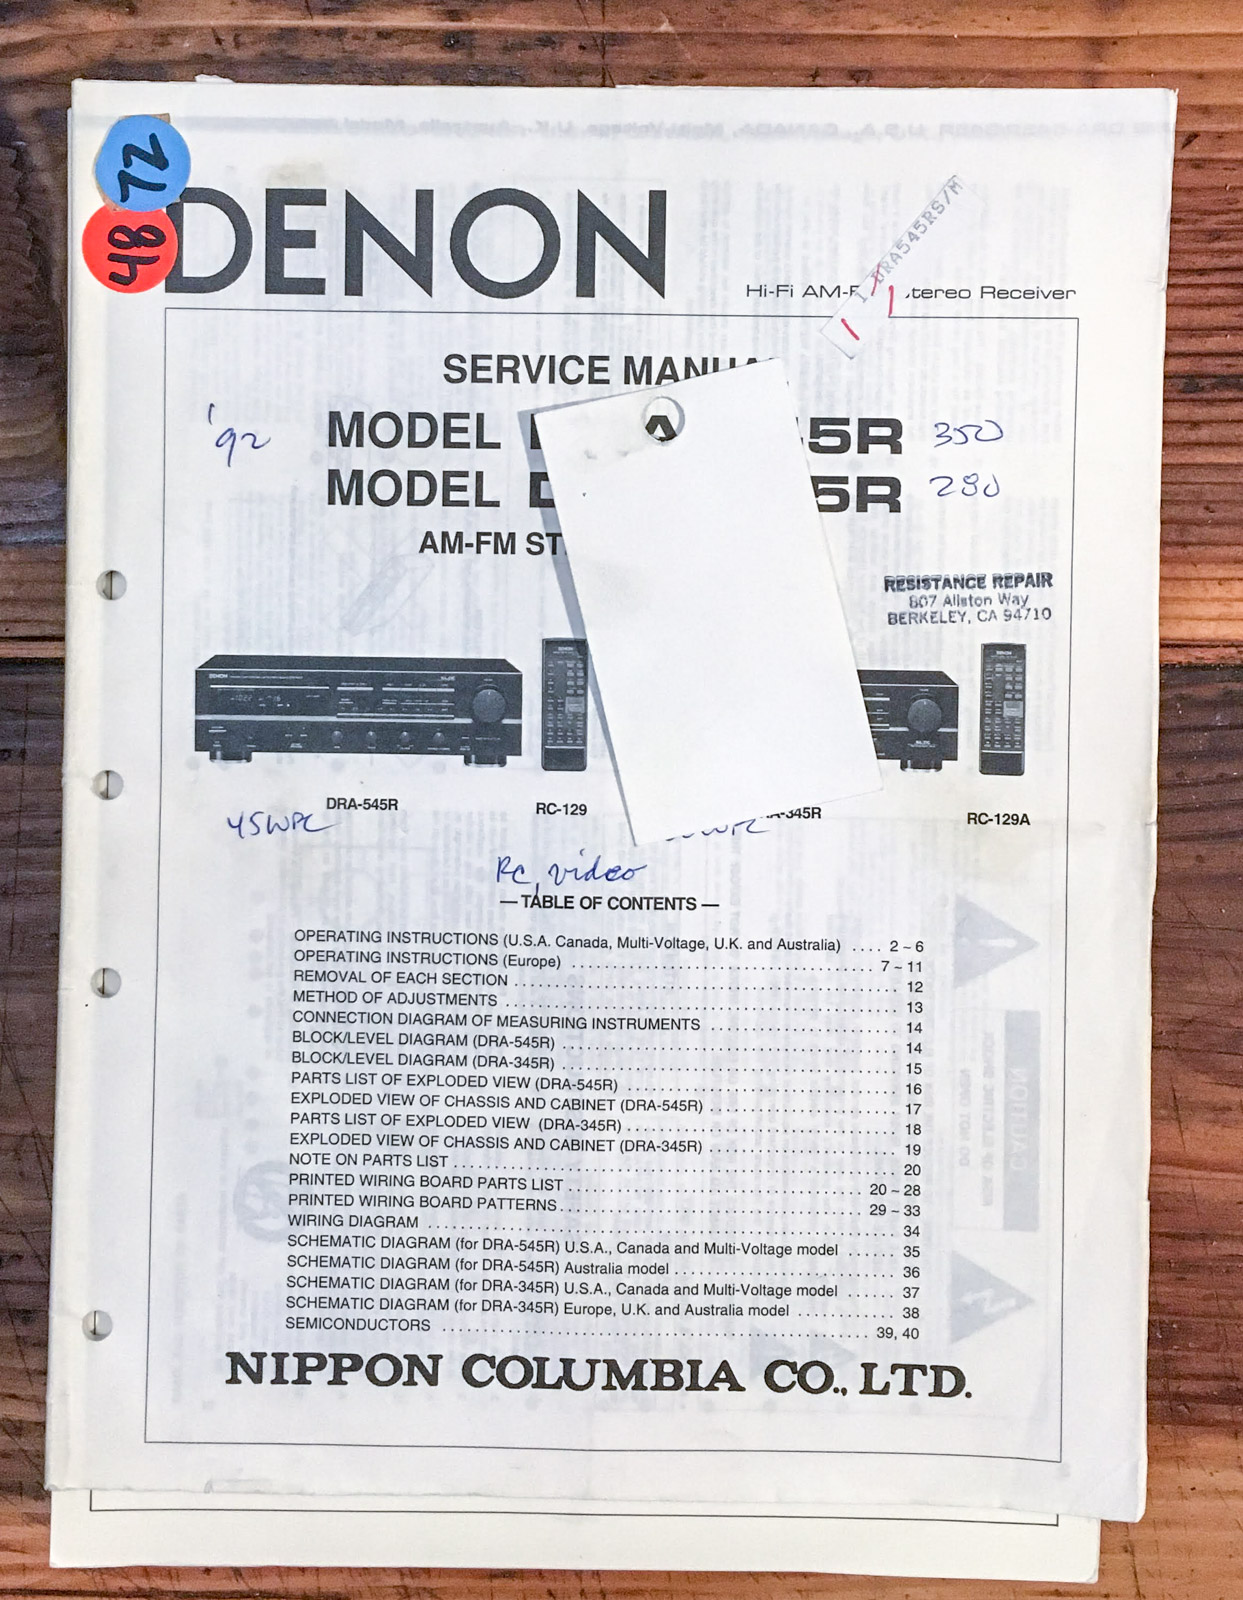 72
48
DENON
DRA545RS/M
Hi-Fi AM-F tereo Receiver
SERVICE MANUA
'92 MODEL A 45R 350
MODEL D 5R 280
AM-FM ST
RESISTANCE REPAIR
807 Allston Way
BERKELEY, CA 94710
DRA-545R RC-129 -345R RC-129A
45WPC WPC
RC, video
— TABLE OF CONTENTS —
OPERATING INSTRUCTIONS (U.S.A. Canada, Multi-Voltage, U.K. and Australia) .... 2 ~ 6
OPERATING INSTRUCTIONS (Europe) .... 7 ~ 11
REMOVAL OF EACH SECTION .... 12
METHOD OF ADJUSTMENTS .... 13
CONNECTION DIAGRAM OF MEASURING INSTRUMENTS .... 14
BLOCK/LEVEL DIAGRAM (DRA-545R) .... 14
BLOCK/LEVEL DIAGRAM (DRA-345R) .... 15
PARTS LIST OF EXPLODED VIEW (DRA-545R) .... 16
EXPLODED VIEW OF CHASSIS AND CABINET (DRA-545R) .... 17
PARTS LIST OF EXPLODED VIEW (DRA-345R) .... 18
EXPLODED VIEW OF CHASSIS AND CABINET (DRA-345R) .... 19
NOTE ON PARTS LIST .... 20
PRINTED WIRING BOARD PARTS LIST .... 20 ~ 28
PRINTED WIRING BOARD PATTERNS .... 29 ~ 33
WIRING DIAGRAM .... 34
SCHEMATIC DIAGRAM (for DRA-545R) U.S.A., Canada and Multi-Voltage model .... 35
SCHEMATIC DIAGRAM (for DRA-545R) Australia model .... 36
SCHEMATIC DIAGRAM (for DRA-345R) U.S.A., Canada and Multi-Voltage model .... 37
SCHEMATIC DIAGRAM (for DRA-345R) Europe, U.K. and Australia model .... 38
SEMICONDUCTORS .... 39, 40
NIPPON COLUMBIA CO., LTD.